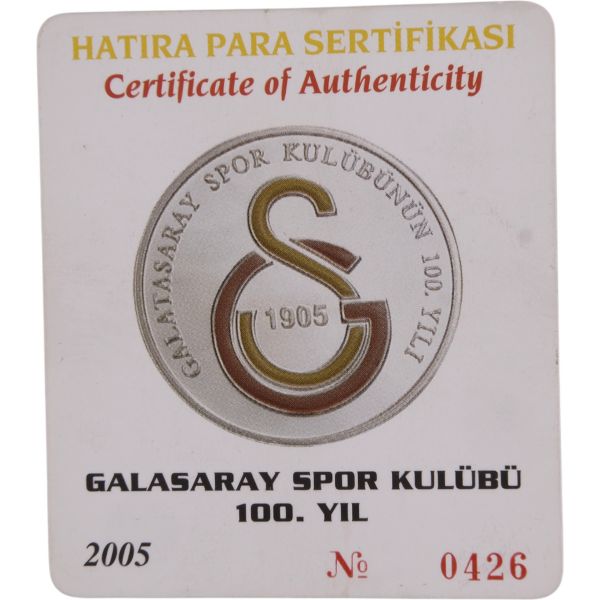 HATIRA PARA SERTİFİKASI
Certificate of Authenticity
GALATASARAY SPOR KULÜBÜNÜN 100. YILI
1905
GALASARAY SPOR KULÜBÜ
100. YIL
2005 № 0426